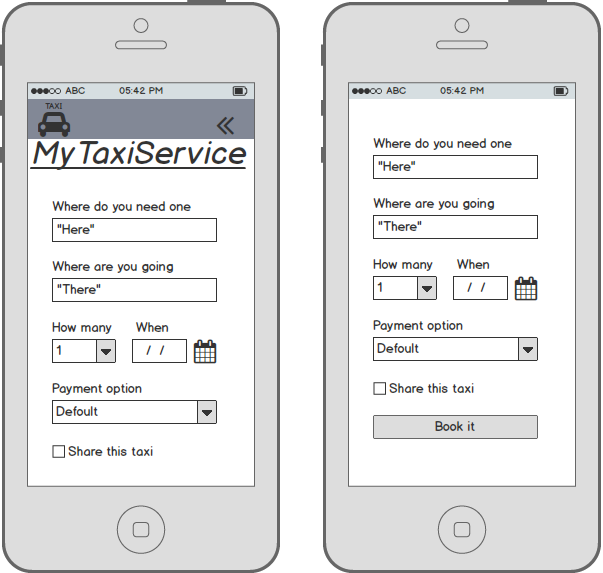 ABC 05:42 PM
TAXI
MyTaxiService
Where do you need one
"Here"
Where are you going
"There"
How many When
1 / /
Payment option
Defoult
Share this taxi
ABC 05:42 PM
Where do you need one
"Here"
Where are you going
"There"
How many When
1 / /
Payment option
Defoult
Share this taxi
Book it